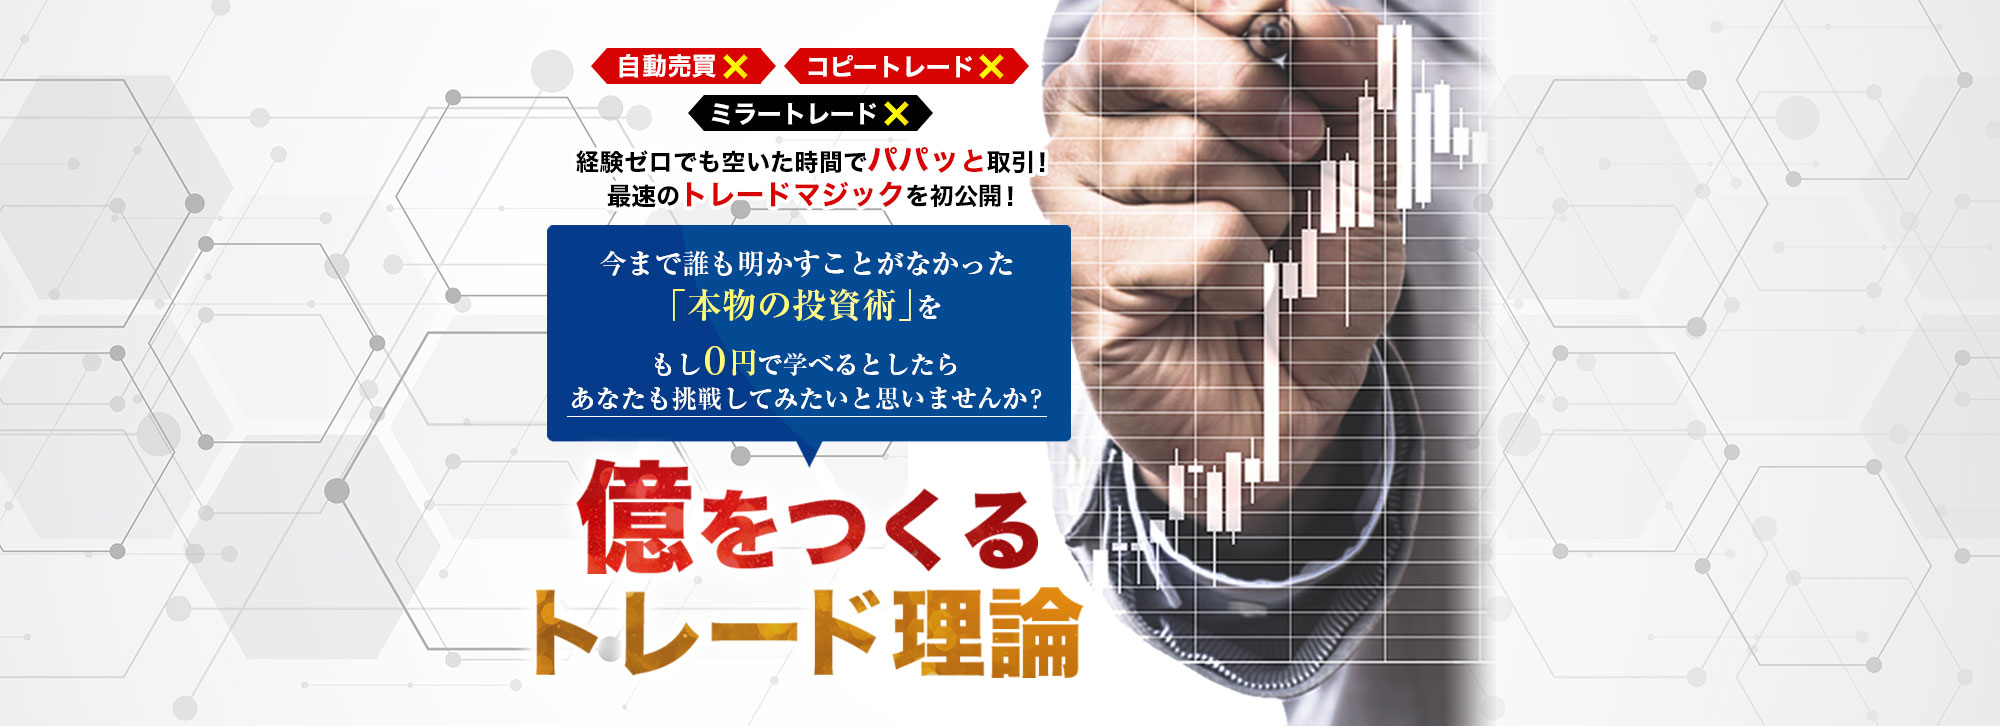 自動売買✕ コピートレード✕
ミラートレード✕
経験ゼロでも空いた時間でパパッと取引!
最速のトレードマジックを初公開!
今まで誰も明かすことがなかった
「本物の投資術」を
もし0円で学べるとしたら
あなたも挑戦してみたいと思いませんか?
億をつくる
トレード理論